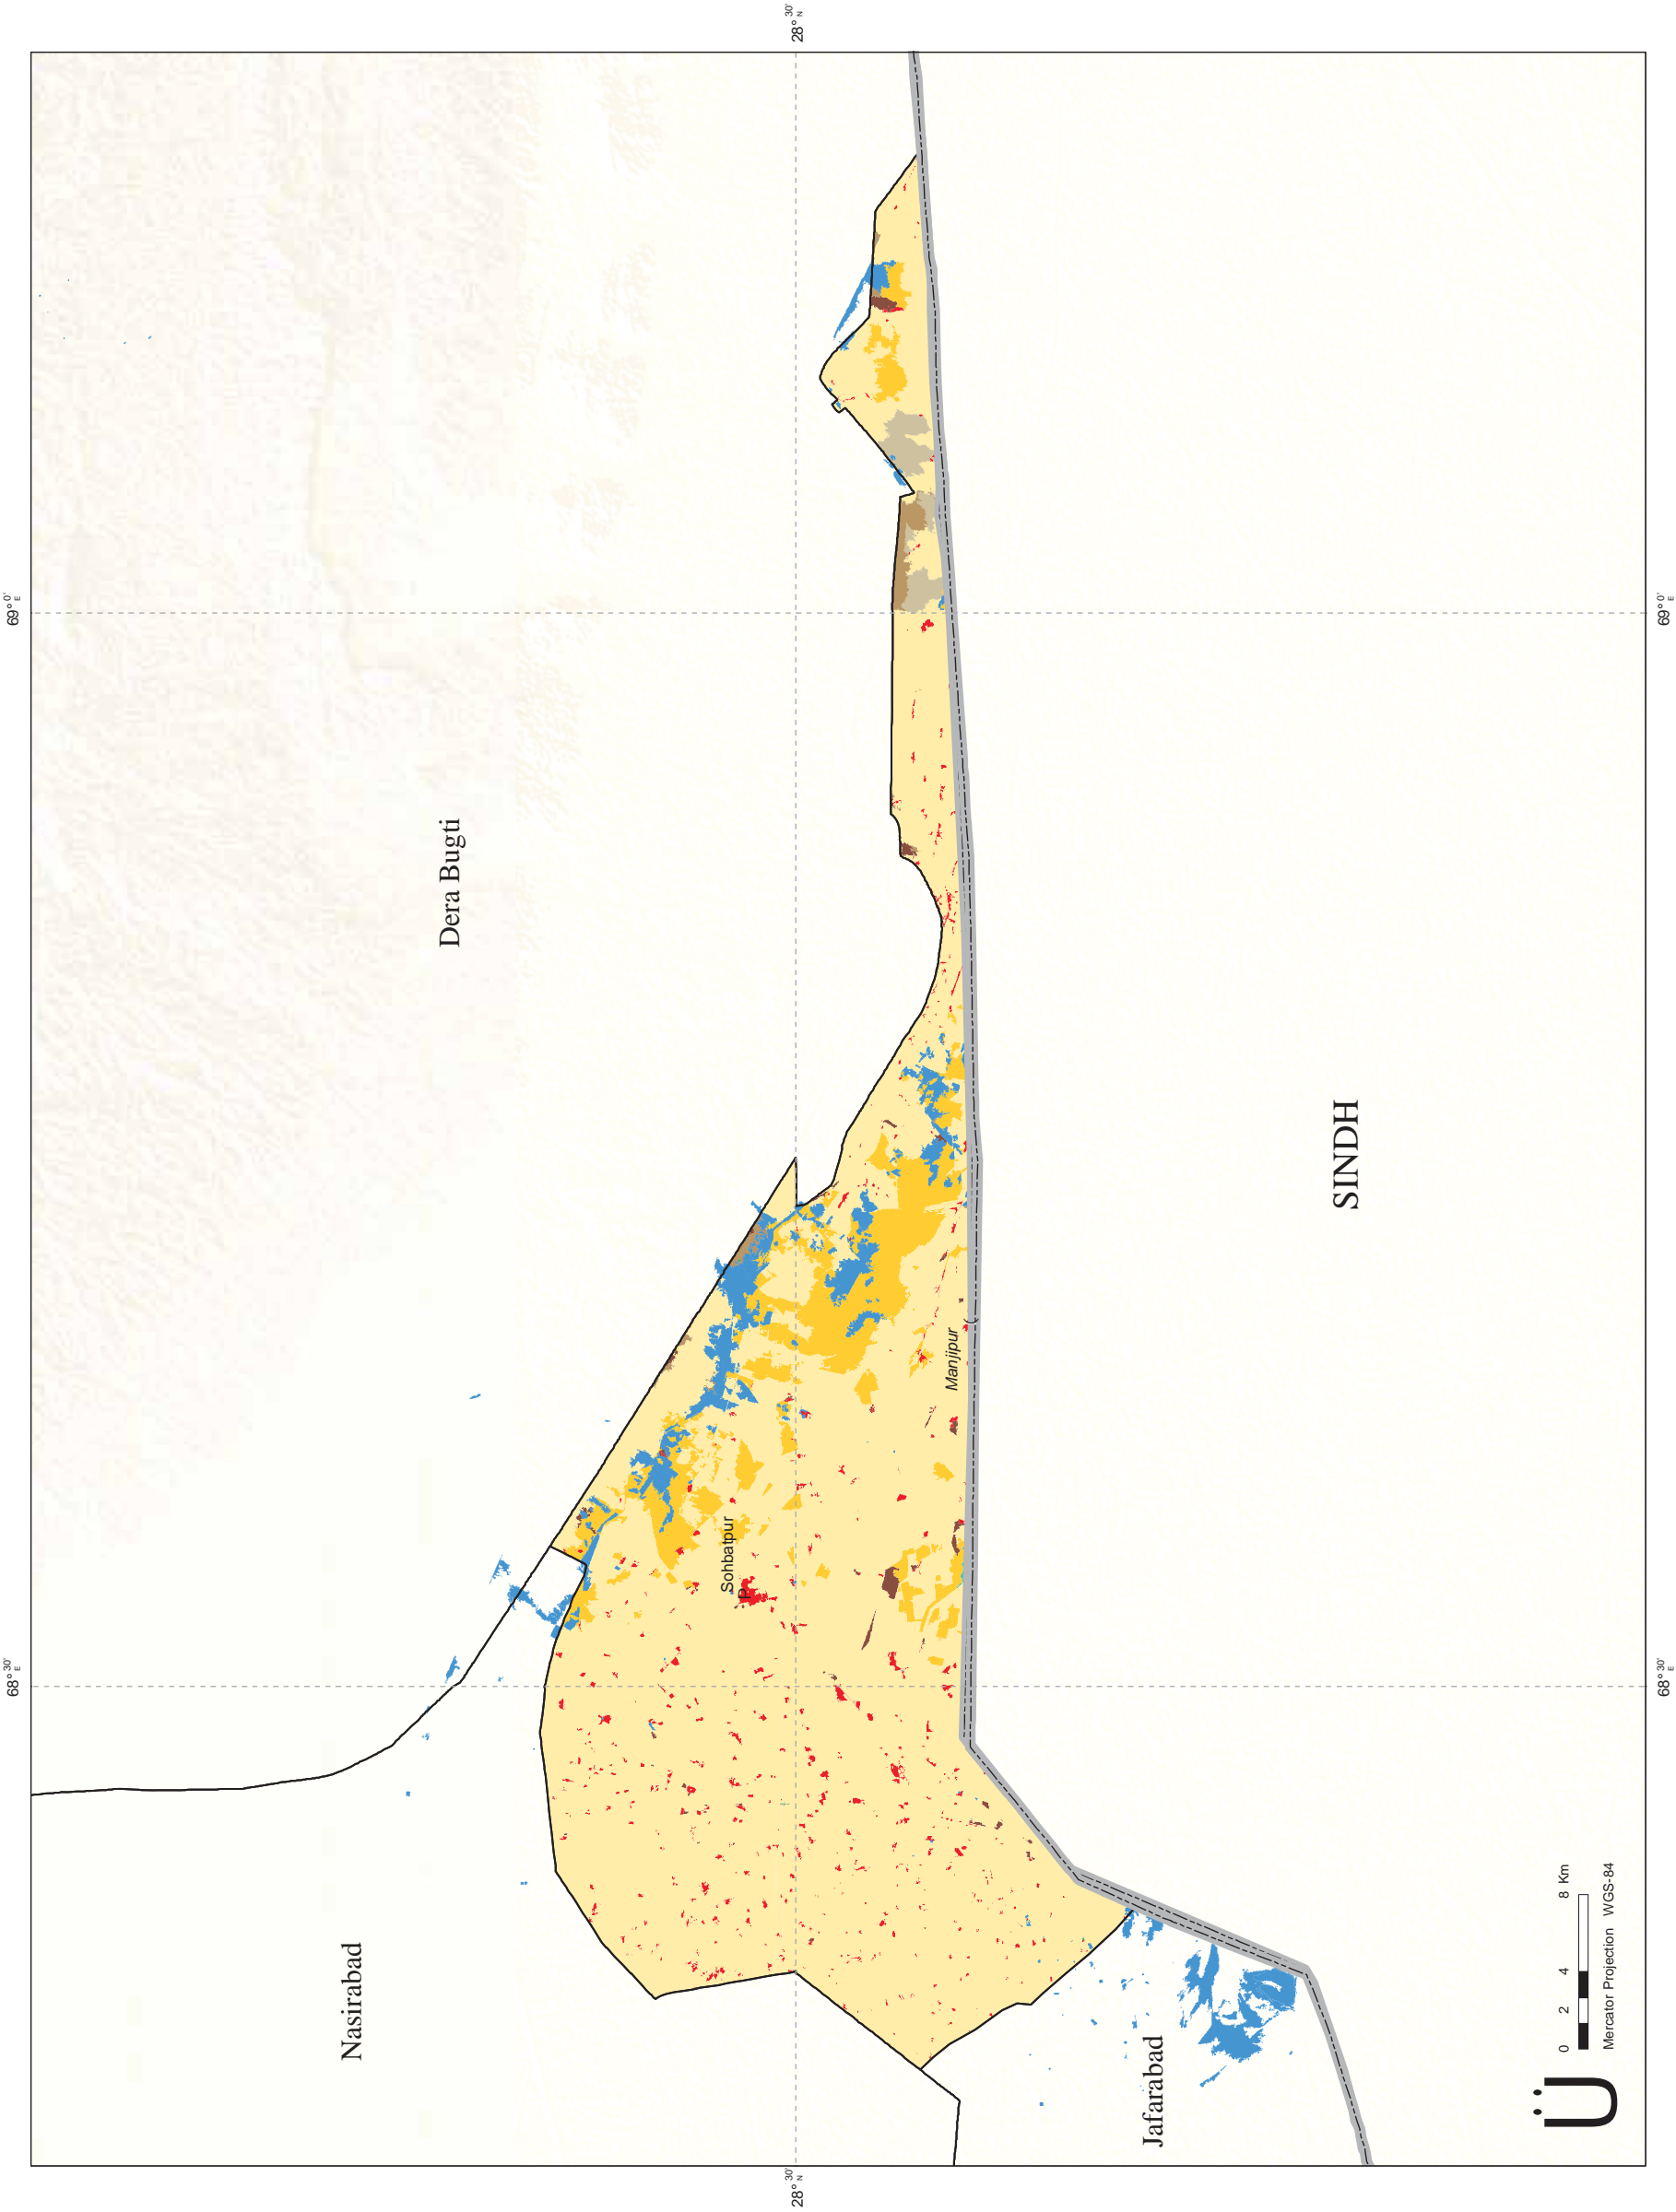 28° 30' N
69° 0' E
69° 0' E
68° 30' E
68° 30' E
28° 30' N
Dera Bugti
Nasirabad
Sohbatpur
P
Manjipur
(
SINDH
Jafarabad
Ü
0 2 4 8 Km
Mercator Projection WGS-84